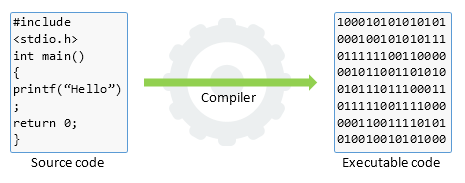 #include
<stdio.h>
int main()
{
printf(“Hello”)
;
return 0;
}
Source code
Compiler
100010101010101
000100101010111
011111100110000
001011001101010
010111011100011
011111001111000
000110011110101
010010010101000
Executable code